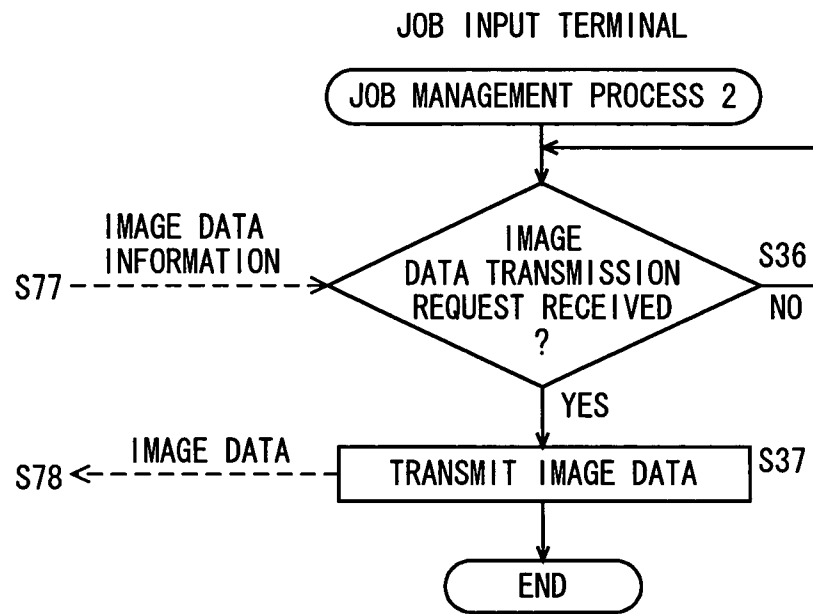 JOB INPUT TERMINAL
JOB MANAGEMENT PROCESS 2
IMAGE DATA
INFORMATION
S77
IMAGE
DATA TRANSMISSION
REQUEST RECEIVED
?
S36
NO
YES
IMAGE DATA
S78
TRANSMIT IMAGE DATA
S37
END